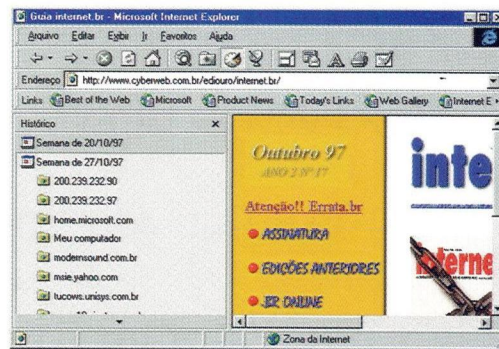 Guia internet.br - Microsoft Internet Explorer
Arquivo Editar Exibir Ir Favoritos Ajuda
Endereço http://www.cyberweb.com.br/ediouro/internet.br/
Links Best of the Web Microsoft Product News Today's Links Web Gallery Internet E
Histórico
Semana de 20/10/97
Semana de 27/10/97
200.239.232.90
200.239.232.97
home.microsoft.com
Meu computador
modernsound.com.br
msie.yahoo.com
tucows.unisys.com.br
Outubro 97
ANO 2 Nº 17
Atenção!! Errata.br
ASSINATURA
EDIÇÕES ANTERIORES
.BR ONLINE
inte
terne
Zona da Internet